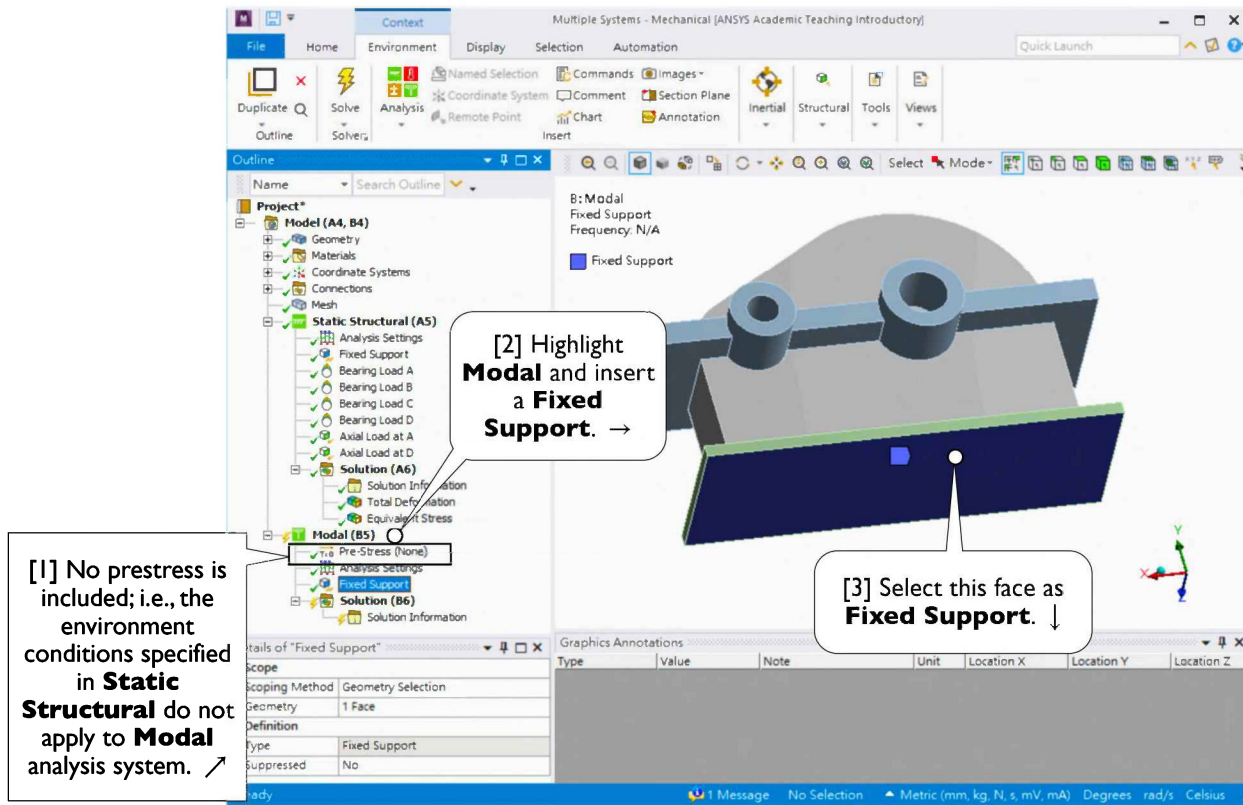 Context
Multiple Systems - Mechanical [ANSYS Academic Teaching Introductory]
File Home Environment Display Selection Automation Quick Launch
Named Selection Commands Images
Coordinate System Comment Section Plane
Remote Point Chart Annotation
Duplicate Q Solve Analysis Inertial Structural Tools Views
Outline Solver Insert
Outline
Name Search Outline
Select Mode
Project*
Model (A4, B4)
Geometry
Materials
Coordinate Systems
Connections
Mesh
Static Structural (A5)
Analysis Settings
Fixed Support
Bearing Load A
Bearing Load B
Bearing Load C
Bearing Load D
Axial Load at A
Axial Load at D
Solution (A6)
Solution Information
Total Deformation
Equivalent Stress
Modal (B5)
Pre-Stress (None)
Analysis Settings
Fixed Support
Solution (B6)
Solution Information
B: Modal
Fixed Support
Frequency: N/A
Fixed Support
[2] Highlight
Modal and insert
a Fixed
Support. →
[3] Select this face as
Fixed Support. ↓
Y
X
Z
[1] No prestress is
included; i.e., the
environment
conditions specified
in Static
Structural do not
apply to Modal
analysis system. ↗
tails of "Fixed Support"
Scope
Scoping Method Geometry Selection
Geometry 1 Face
Definition
Type Fixed Support
Suppressed No
Graphics Annotations
Type Value Note Unit Location X Location Y Location Z
eady 1 Message No Selection Metric (mm, kg, N, s, mV, mA) Degrees rad/s Celsius